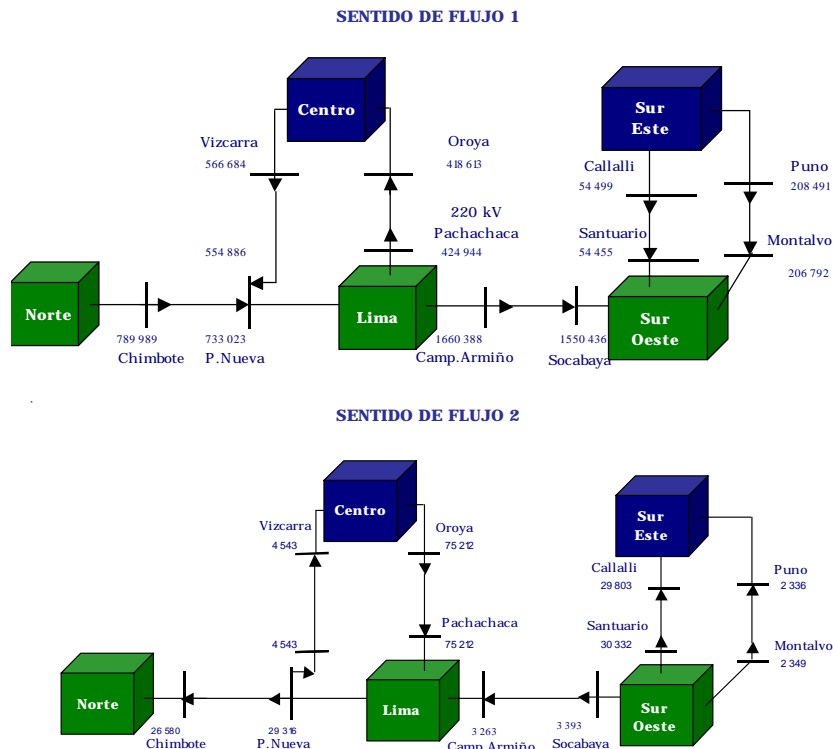 SENTIDO DE FLUJO 1
Centro
Sur
Este
Vizcarra
566 684
Oroya
418 613
Callalli
54 499
Puno
208 491
220 kV
Pachachaca
424 944
Santuario
54 455
Montalvo
206 792
554 886
Norte
Lima
Sur
Oeste
789 989
Chimbote
733 023
P.Nueva
1660 388
Camp.Armiño
1550 436
Socabaya
SENTIDO DE FLUJO 2
Centro
Sur
Este
Vizcarra
4 543
Oroya
75 212
Callalli
29 803
Puno
2 336
4 543
Pachachaca
75 212
Santuario
30 332
Montalvo
2 349
Norte
Lima
Sur
Oeste
26 580
Chimbote
29 316
P.Nueva
3 263
Camp.Armiño
3 393
Socabaya